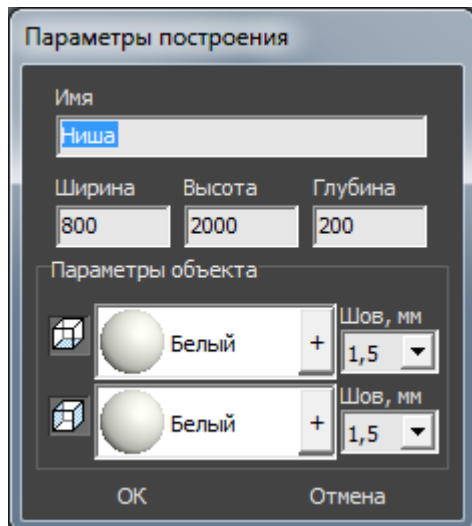 Параметры построения
Имя
Ниша
Ширина Высота Глубина
800 2000 200
Параметры объекта
Шов, мм
Белый + 1,5
Шов, мм
Белый + 1,5
ОК Отмена